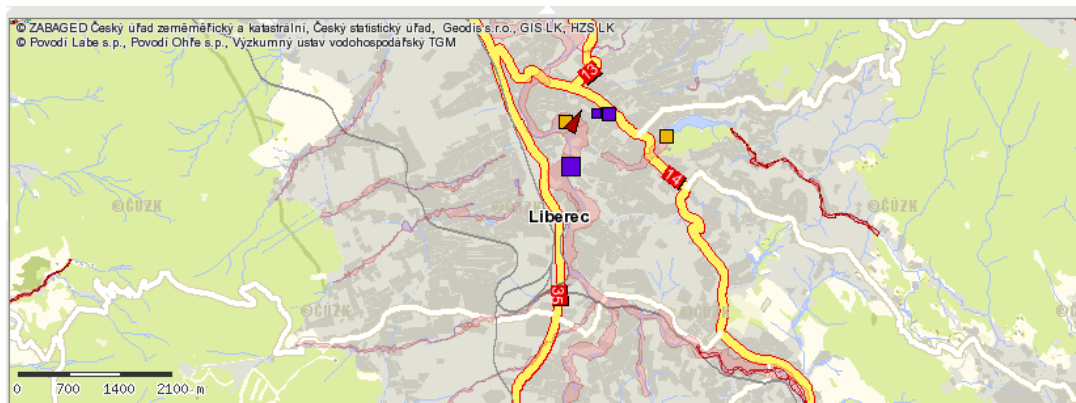 © ZABAGED Český úřad zeměměřický a katastrální, Český statistický úřad, Geodis s.r.o., GIS LK, HZS LK
© Povodí Labe s.p., Povodí Ohře s.p., Výzkumný ústav vodohospodářský TGM
13
14
©ČÚZK
©ČÚZK
©ČÚZK
Liberec
35
©ČÚZK
©ČÚZK
©ČÚZK
0 700 1400 2100 m